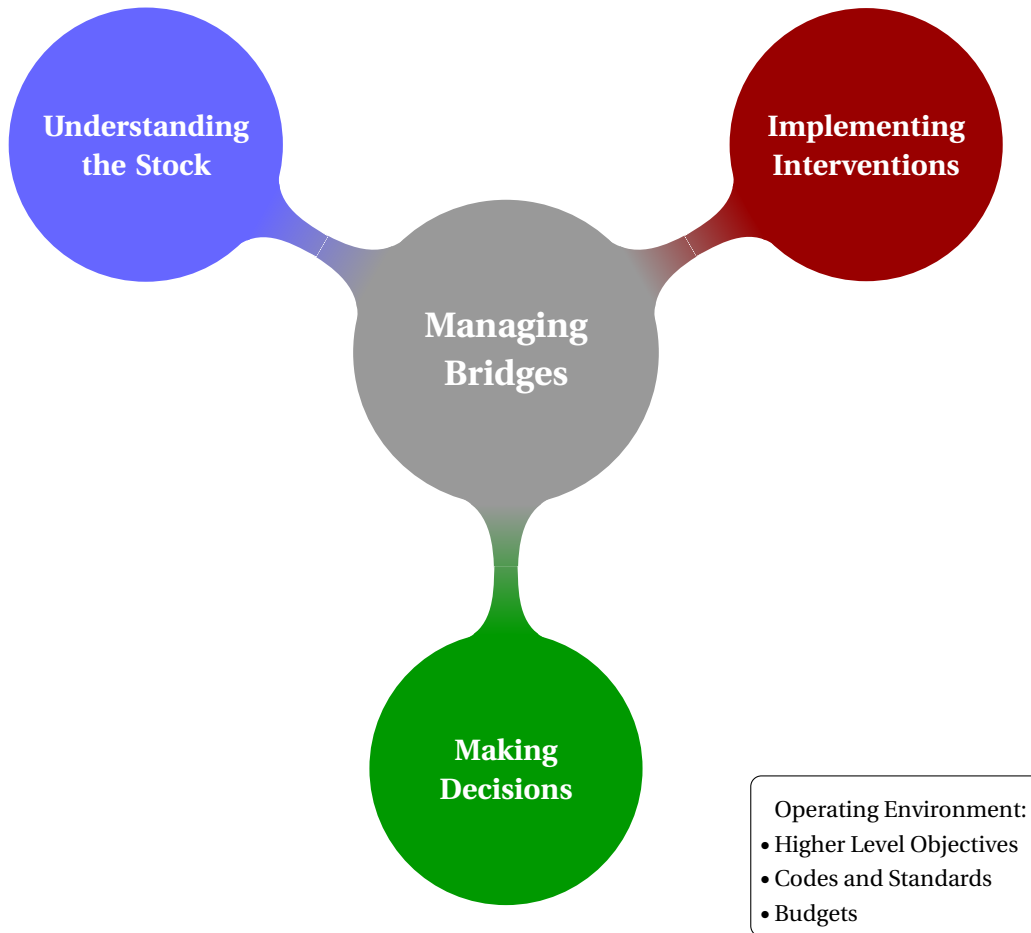 Understanding
the Stock
Implementing
Interventions
Managing
Bridges
Making
Decisions
Operating Environment:
• Higher Level Objectives
• Codes and Standards
• Budgets